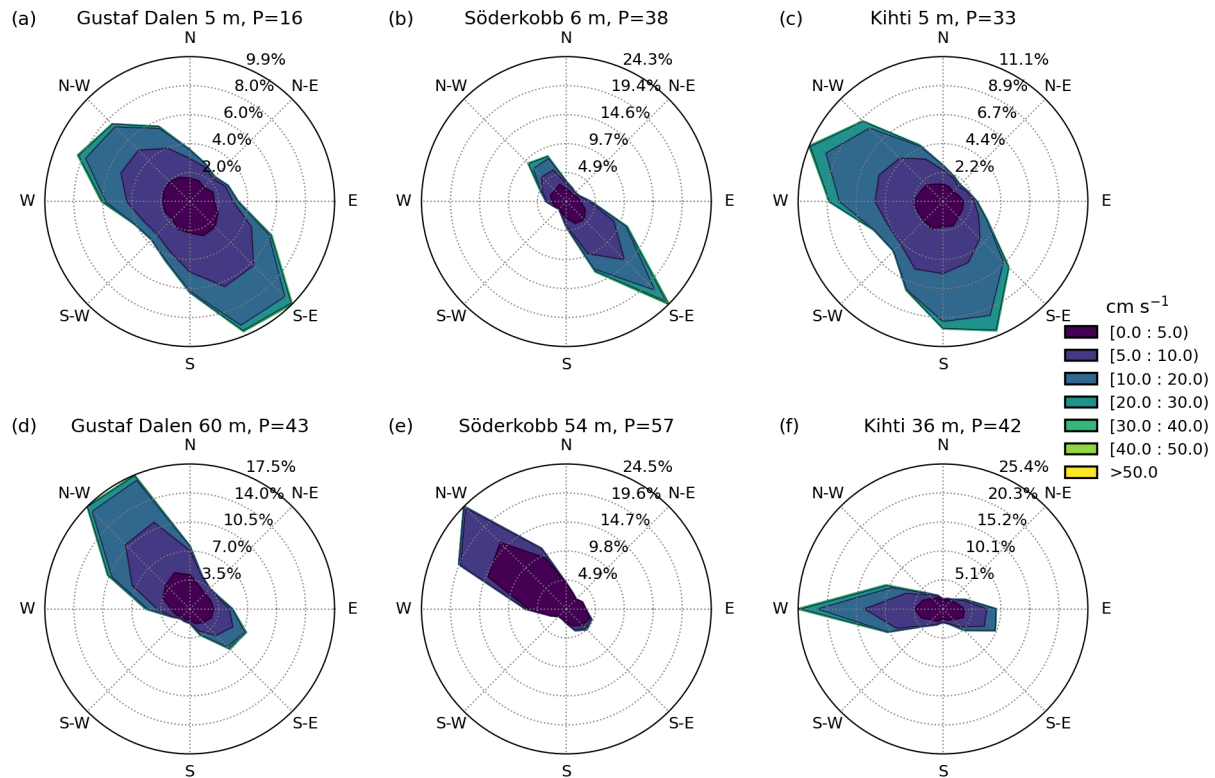 (a) Gustaf Dalen 5 m, P=16
N
9.9%
N-W 8.0% N-E
6.0%
4.0%
2.0%
W E
S-W S-E
S
(b) Söderkobb 6 m, P=38
N
24.3%
N-W 19.4% N-E
14.6%
9.7%
4.9%
W E
S-W S-E
S
(c) Kihti 5 m, P=33
N
11.1%
N-W 8.9% N-E
6.7%
4.4%
2.2%
W E
S-W S-E
S
cm s⁻¹
[0.0 : 5.0)
[5.0 : 10.0)
[10.0 : 20.0)
[20.0 : 30.0)
[30.0 : 40.0)
[40.0 : 50.0)
>50.0
(d) Gustaf Dalen 60 m, P=43
N
17.5%
N-W 14.0% N-E
10.5%
7.0%
3.5%
W E
S-W S-E
S
(e) Söderkobb 54 m, P=57
N
24.5%
N-W 19.6% N-E
14.7%
9.8%
4.9%
W E
S-W S-E
S
(f) Kihti 36 m, P=42
N
25.4%
N-W 20.3% N-E
15.2%
10.1%
5.1%
W E
S-W S-E
S